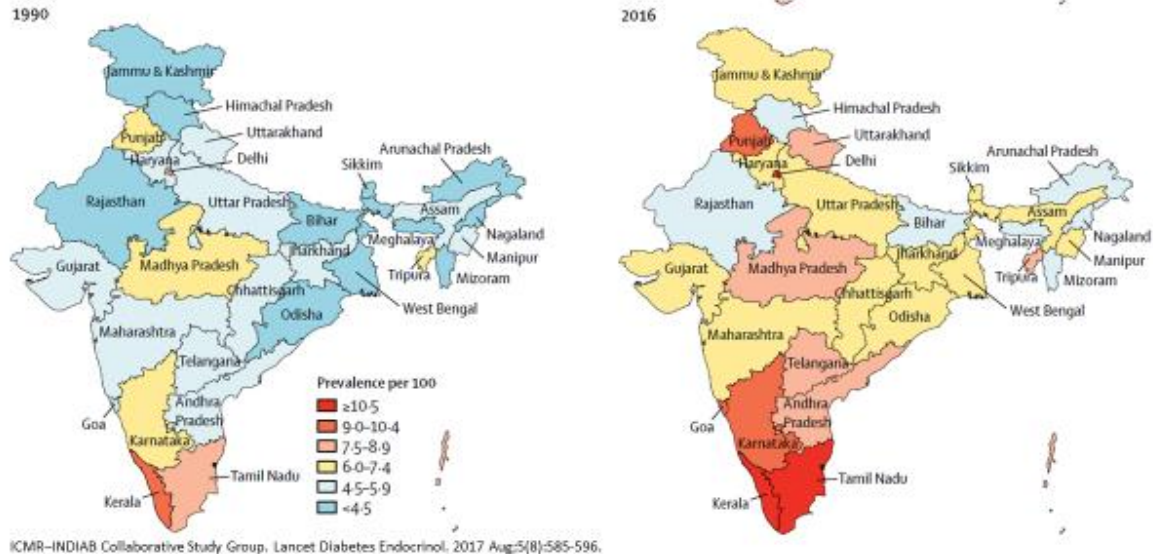 1990
Jammu & Kashmir
Himachal Pradesh
Punjab
Uttarakhand
Haryana
Delhi
Sikkim
Arunachal Pradesh
Rajasthan
Uttar Pradesh
Bihar
Assam
Nagaland
Meghalaya
Manipur
Jharkhand
Gujarat
Madhya Pradesh
Tripura
Mizoram
Chhattisgarh
West Bengal
Odisha
Maharashtra
Telangana
Andhra
Pradesh
Goa
Karnataka
Tamil Nadu
Kerala
Prevalence per 100
≥10·5
9·0–10·4
7·5–8·9
6·0–7·4
4·5–5·9
<4·5
2016
Jammu & Kashmir
Himachal Pradesh
Punjab
Uttarakhand
Haryana
Delhi
Arunachal Pradesh
Sikkim
Rajasthan
Uttar Pradesh
Bihar
Assam
Nagaland
Meghalaya
Jharkhand
Manipur
Gujarat
Madhya Pradesh
Tripura
Mizoram
Chhattisgarh
West Bengal
Odisha
Maharashtra
Telangana
Andhra
Pradesh
Goa
Karnataka
Tamil Nadu
Kerala
ICMR–INDIAB Collaborative Study Group. Lancet Diabetes Endocrinol. 2017 Aug;5(8):585-596.